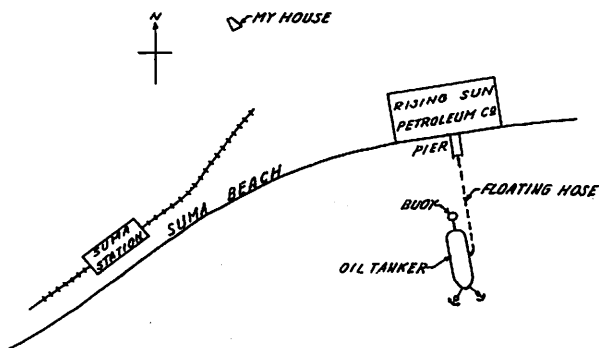 N
MY HOUSE
RISING SUN
PETROLEUM Cº
PIER
SUMA BEACH
FLOATING HOSE
BUOY
SUMA
STATION
OIL TANKER